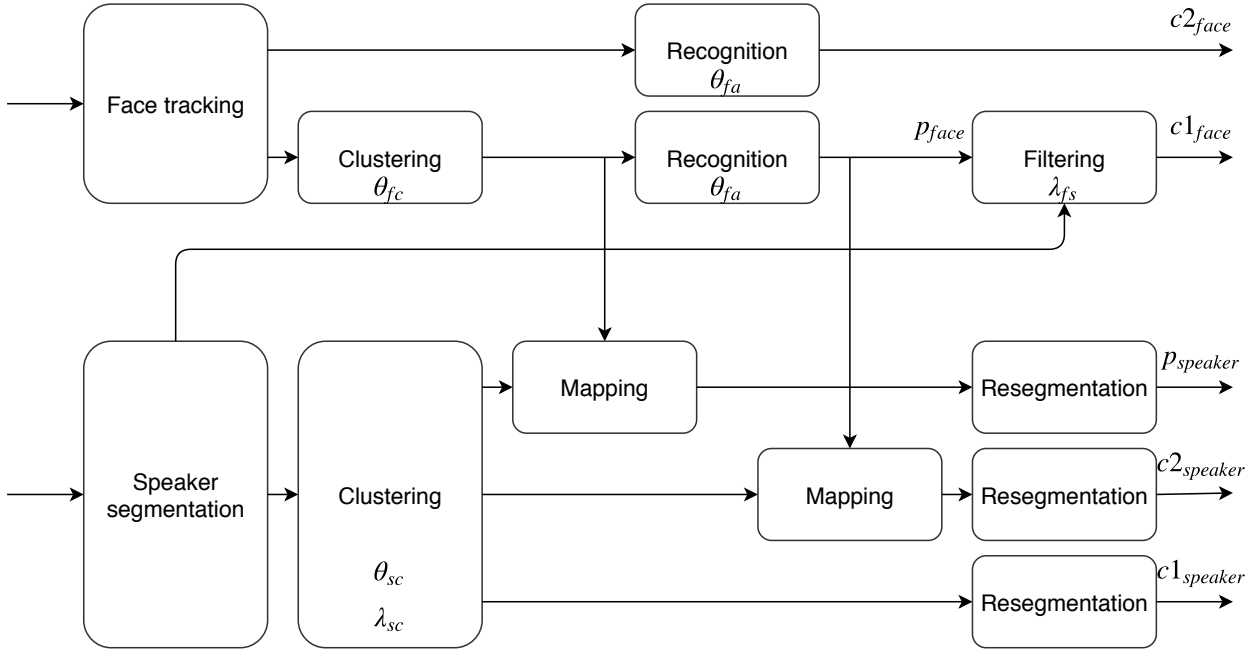 c2face
Recognition
θfa
Face tracking
pface
c1face
Clustering
θfc
Recognition
θfa
Filtering
λfs
pspeaker
Mapping
Resegmentation
c2speaker
Speaker
segmentation
Clustering
Mapping
Resegmentation
θsc
λsc
c1speaker
Resegmentation